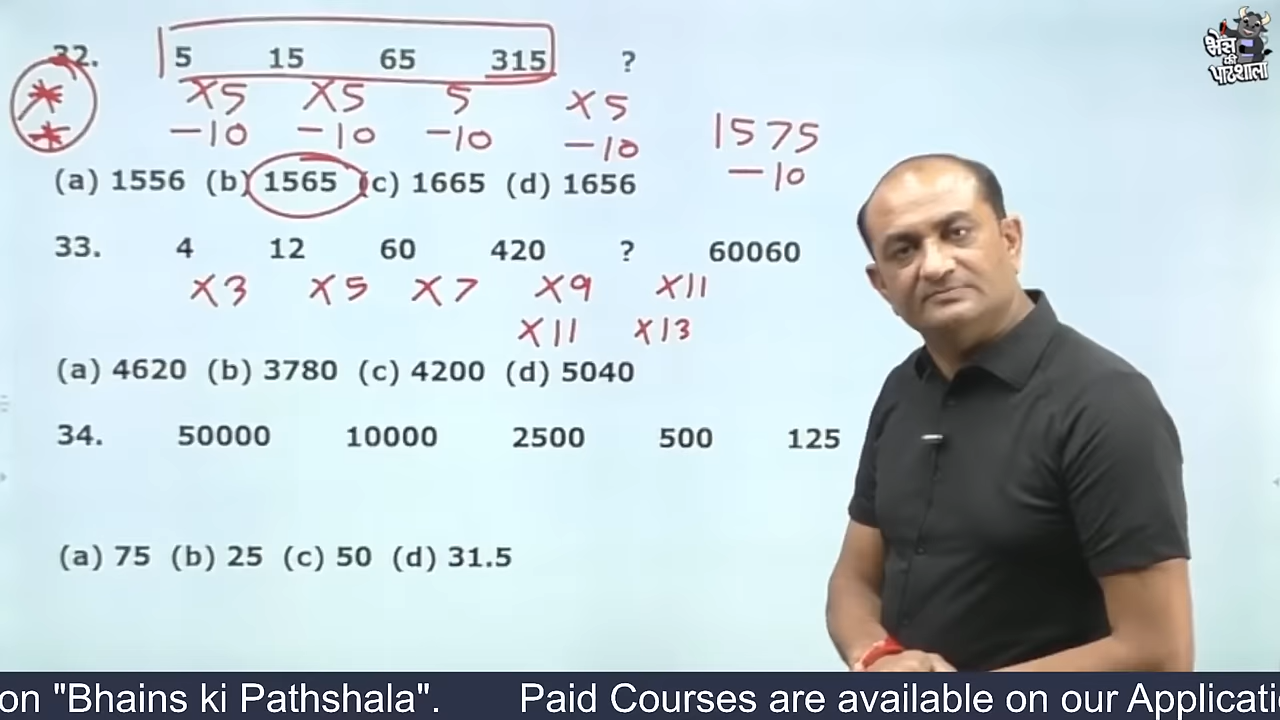 32. 5 15 65 315 ?
×5 ×5 5 ×5
−10 −10 −10 −10
1575
−10
(a) 1556 (b) 1565 (c) 1665 (d) 1656
33. 4 12 60 420 ? 60060
×3 ×5 ×7 ×9 ×11
×11 ×13
(a) 4620 (b) 3780 (c) 4200 (d) 5040
34. 50000 10000 2500 500 125
(a) 75 (b) 25 (c) 50 (d) 31.5
भैंस
की
पाठशाला
on "Bhains ki Pathshala". Paid Courses are available on our Applicati